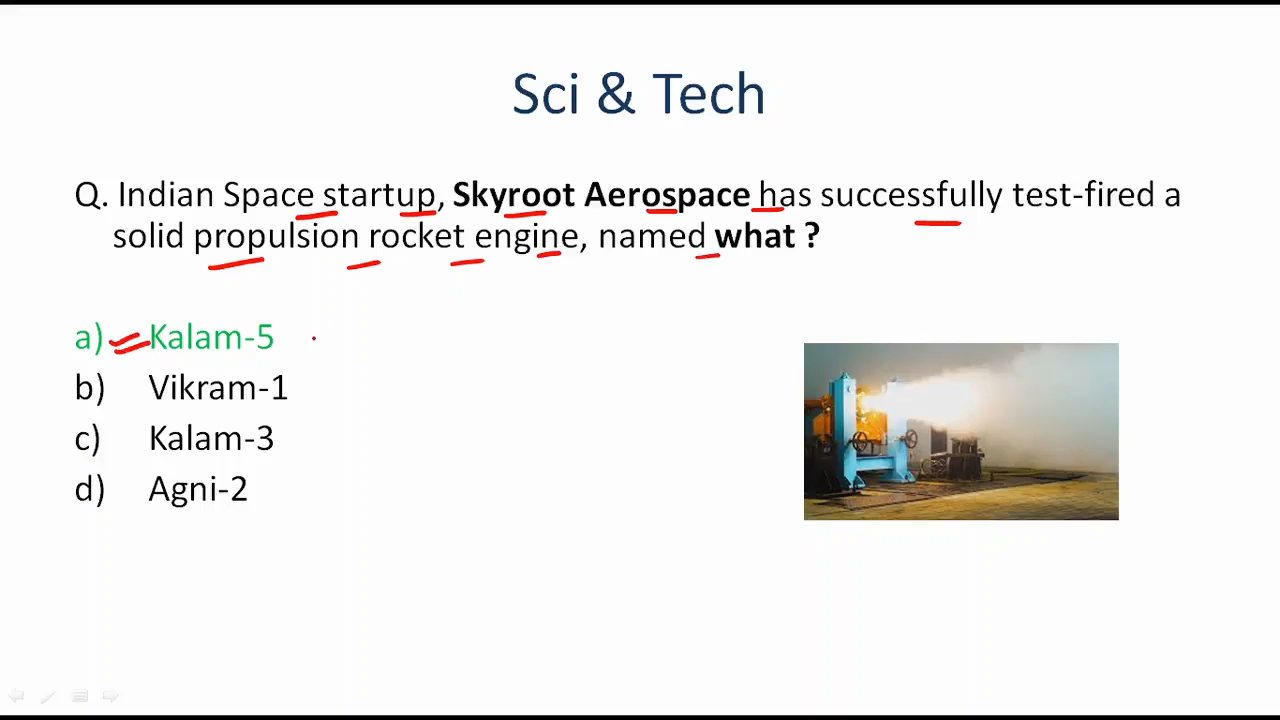 Sci & Tech
Q. Indian Space startup, Skyroot Aerospace has successfully test-fired a
solid propulsion rocket engine, named what ?
a) Kalam-5
b) Vikram-1
c) Kalam-3
d) Agni-2